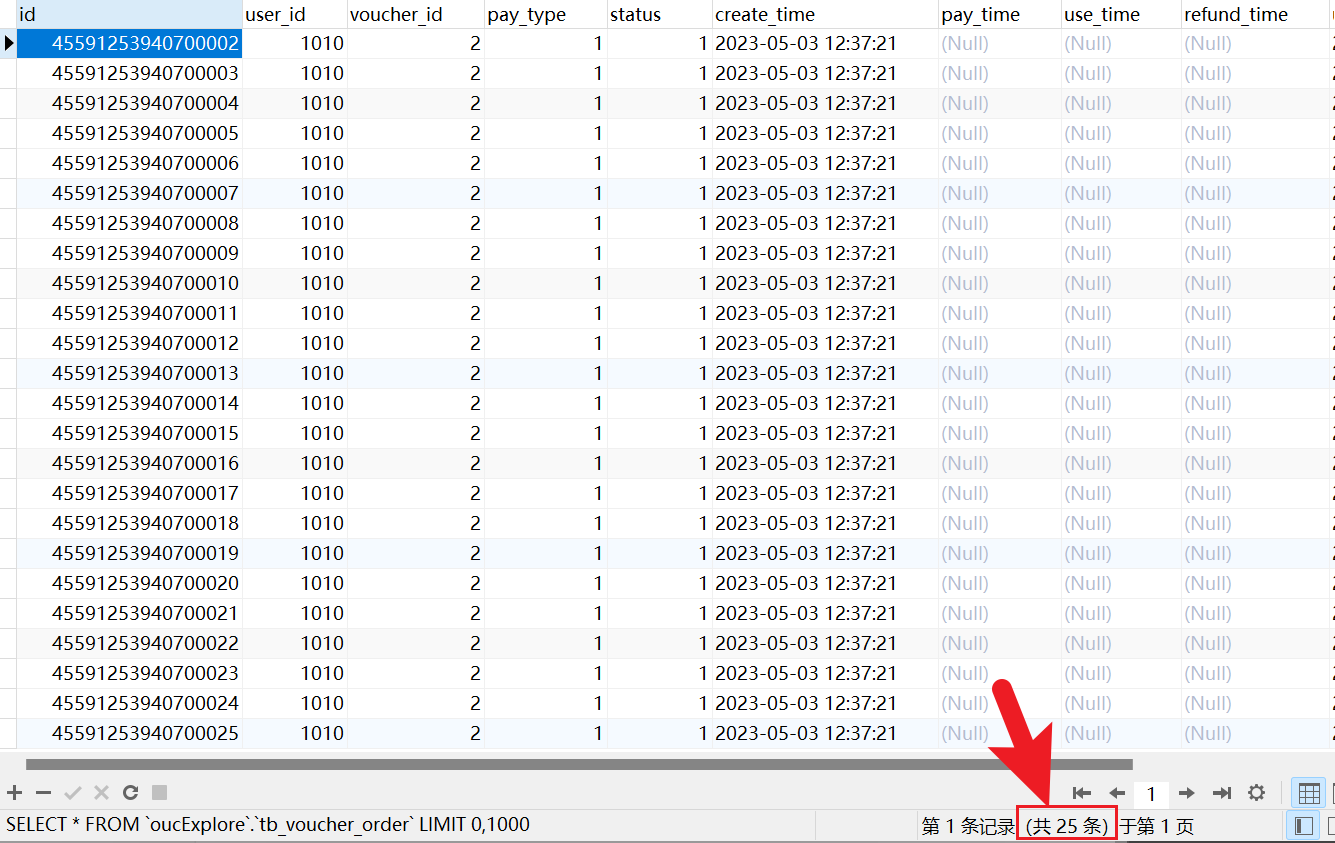 id user_id voucher_id pay_type status create_time pay_time use_time refund_time
45591253940700002 1010 2 1 1 2023-05-03 12:37:21 (Null) (Null) (Null)
45591253940700003 1010 2 1 1 2023-05-03 12:37:21 (Null) (Null) (Null)
45591253940700004 1010 2 1 1 2023-05-03 12:37:21 (Null) (Null) (Null)
45591253940700005 1010 2 1 1 2023-05-03 12:37:21 (Null) (Null) (Null)
45591253940700006 1010 2 1 1 2023-05-03 12:37:21 (Null) (Null) (Null)
45591253940700007 1010 2 1 1 2023-05-03 12:37:21 (Null) (Null) (Null)
45591253940700008 1010 2 1 1 2023-05-03 12:37:21 (Null) (Null) (Null)
45591253940700009 1010 2 1 1 2023-05-03 12:37:21 (Null) (Null) (Null)
45591253940700010 1010 2 1 1 2023-05-03 12:37:21 (Null) (Null) (Null)
45591253940700011 1010 2 1 1 2023-05-03 12:37:21 (Null) (Null) (Null)
45591253940700012 1010 2 1 1 2023-05-03 12:37:21 (Null) (Null) (Null)
45591253940700013 1010 2 1 1 2023-05-03 12:37:21 (Null) (Null) (Null)
45591253940700014 1010 2 1 1 2023-05-03 12:37:21 (Null) (Null) (Null)
45591253940700015 1010 2 1 1 2023-05-03 12:37:21 (Null) (Null) (Null)
45591253940700016 1010 2 1 1 2023-05-03 12:37:21 (Null) (Null) (Null)
45591253940700017 1010 2 1 1 2023-05-03 12:37:21 (Null) (Null) (Null)
45591253940700018 1010 2 1 1 2023-05-03 12:37:21 (Null) (Null) (Null)
45591253940700019 1010 2 1 1 2023-05-03 12:37:21 (Null) (Null) (Null)
45591253940700020 1010 2 1 1 2023-05-03 12:37:21 (Null) (Null) (Null)
45591253940700021 1010 2 1 1 2023-05-03 12:37:21 (Null) (Null) (Null)
45591253940700022 1010 2 1 1 2023-05-03 12:37:21 (Null) (Null) (Null)
45591253940700023 1010 2 1 1 2023-05-03 12:37:21 (Null) (Null) (Null)
45591253940700024 1010 2 1 1 2023-05-03 12:37:21 (Null) (Null) (Null)
45591253940700025 1010 2 1 1 2023-05-03 12:37:21 (Null) (Null) (Null)
1
SELECT * FROM `oucExplore`.`tb_voucher_order` LIMIT 0,1000 第 1 条记录 (共 25 条) 于第 1 页